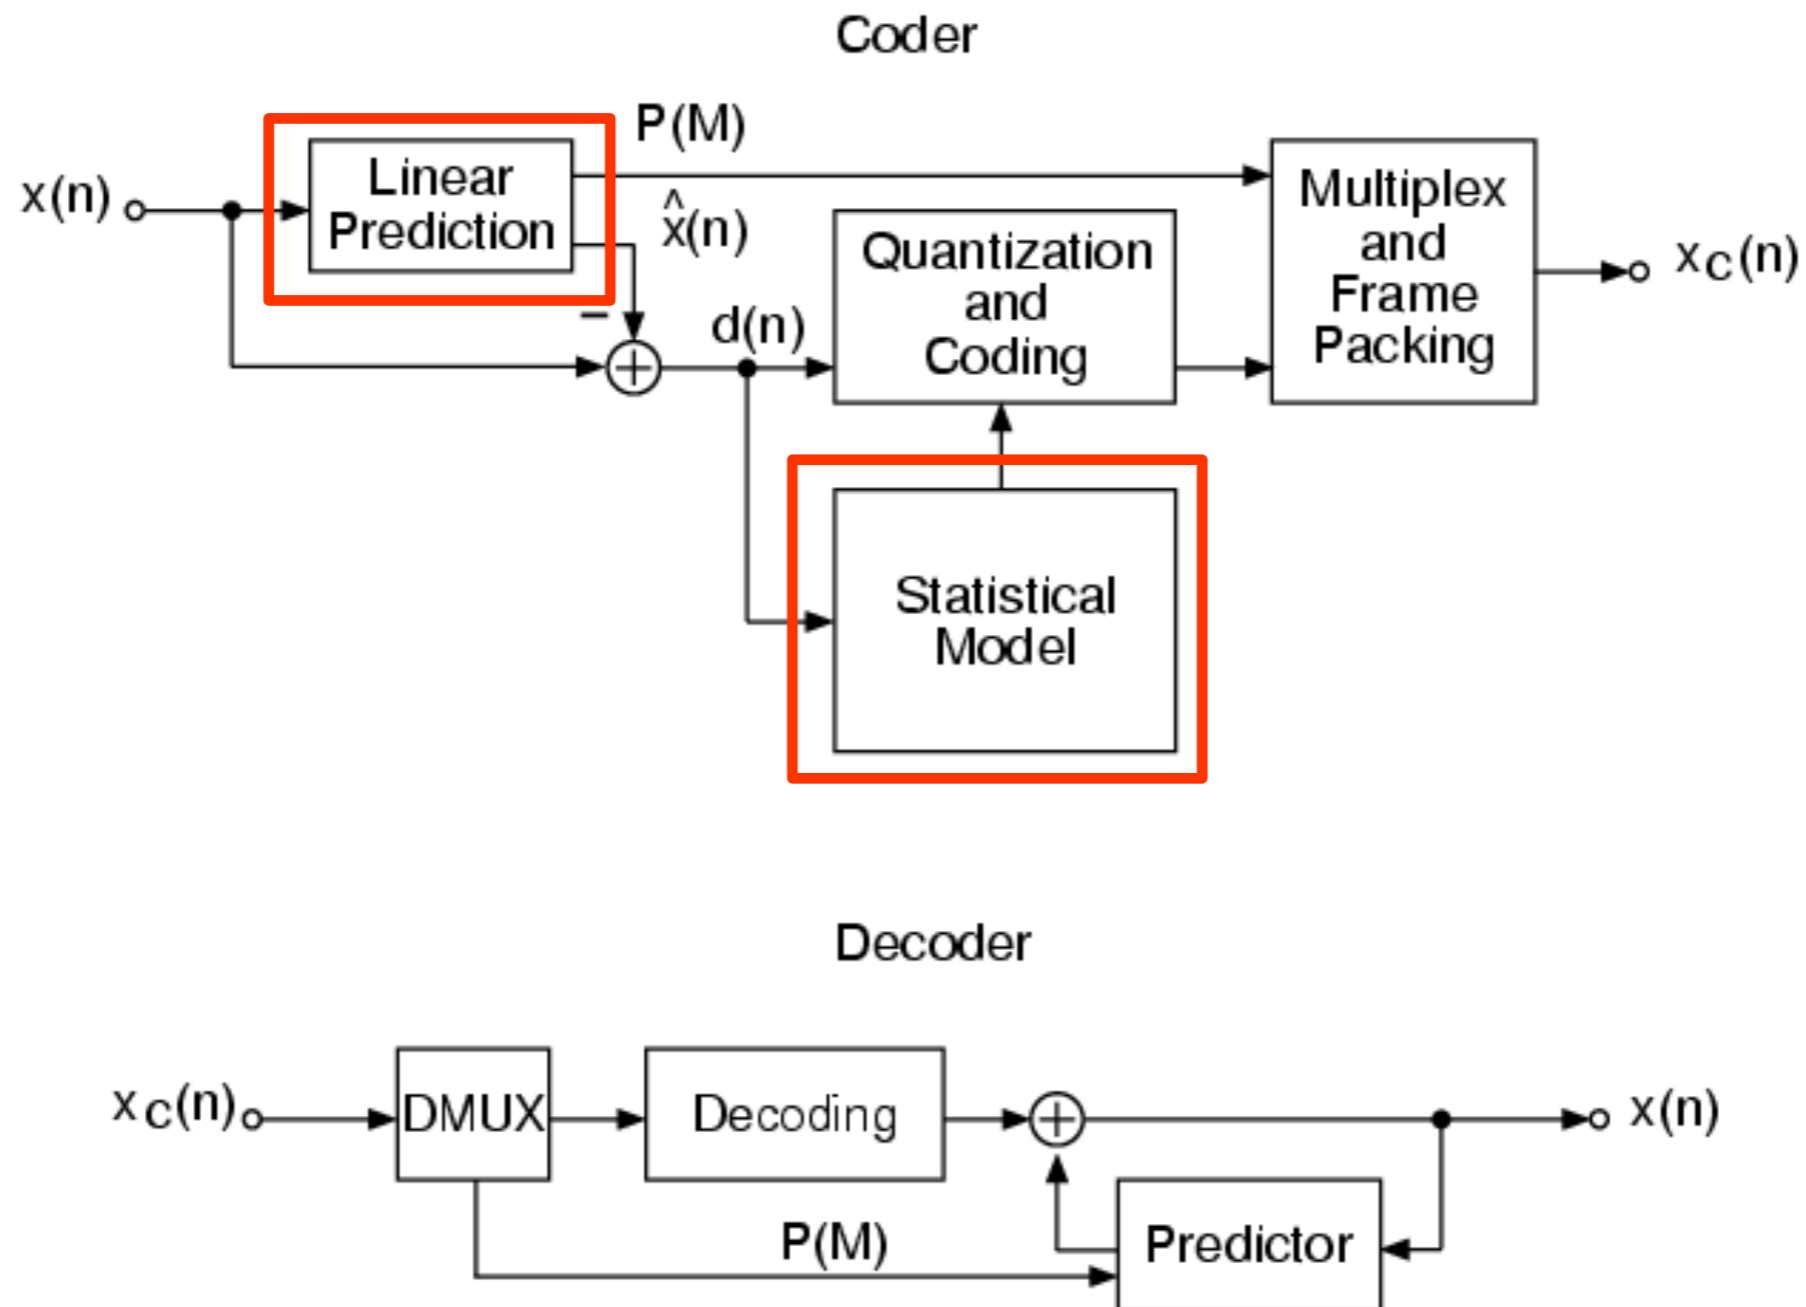 Coder
x(n)
Linear
Prediction
P(M)
x̂(n)
−
d(n)
Quantization
and
Coding
Multiplex
and
Frame
Packing
xC(n)
Statistical
Model
Decoder
xC(n)
DMUX
Decoding
x(n)
P(M)
Predictor